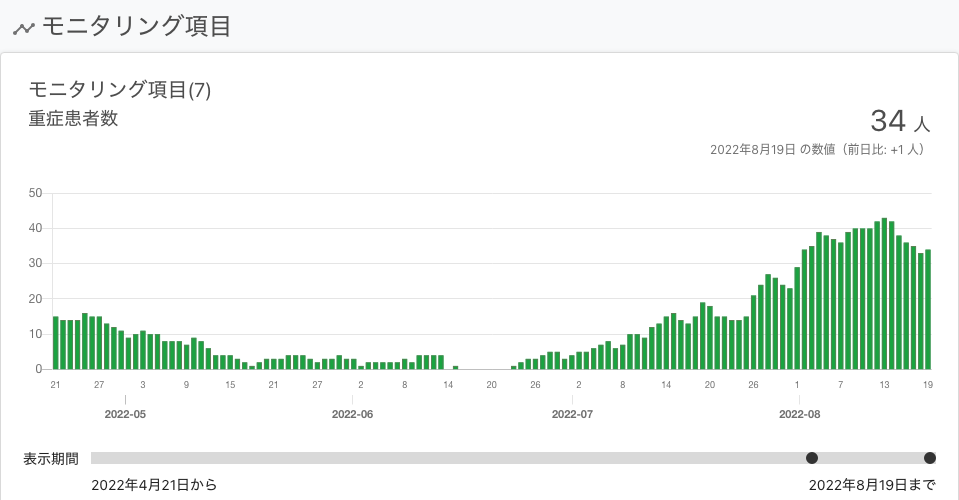 モニタリング項目
モニタリング項目(7)
重症患者数
34 人
2022年8月19日 の数値（前日比: +1 人）
50
40
30
20
10
0
21 27 3 9 15 21 27 2 8 14 20 26 2 8 14 20 26 1 7 13 19
2022-05 2022-06 2022-07 2022-08
表示期間
2022年4月21日から 2022年8月19日まで